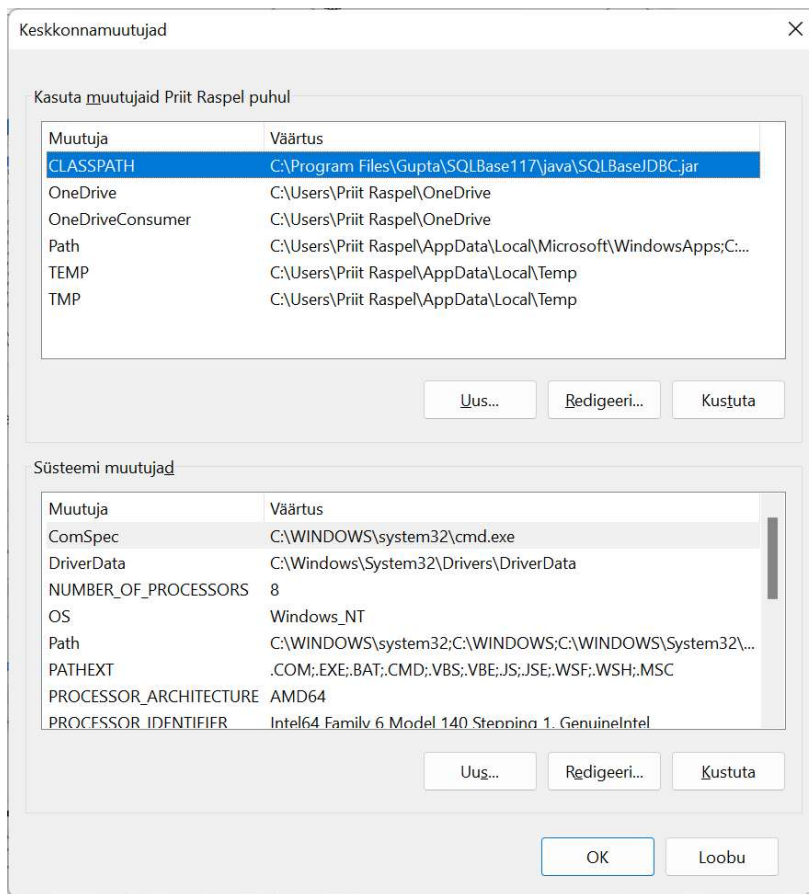 Keskkonnamuutujad
Kasuta muutujaid Priit Raspel puhul
Muutuja Väärtus
CLASSPATH C:\Program Files\Gupta\SQLBase117\java\SQLBaseJDBC.jar
OneDrive C:\Users\Priit Raspel\OneDrive
OneDriveConsumer C:\Users\Priit Raspel\OneDrive
Path C:\Users\Priit Raspel\AppData\Local\Microsoft\WindowsApps;C:...
TEMP C:\Users\Priit Raspel\AppData\Local\Temp
TMP C:\Users\Priit Raspel\AppData\Local\Temp
Uus... Redigeeri... Kustuta
Süsteemi muutujad
Muutuja Väärtus
ComSpec C:\WINDOWS\system32\cmd.exe
DriverData C:\Windows\System32\Drivers\DriverData
NUMBER_OF_PROCESSORS 8
OS Windows_NT
Path C:\WINDOWS\system32;C:\WINDOWS;C:\WINDOWS\System32\...
PATHEXT .COM;.EXE;.BAT;.CMD;.VBS;.VBE;.JS;.JSE;.WSF;.WSH;.MSC
PROCESSOR_ARCHITECTURE AMD64
PROCESSOR_IDENTIFIER Intel64 Family 6 Model 140 Stepping 1, GenuineIntel
Uus... Redigeeri... Kustuta
OK Loobu